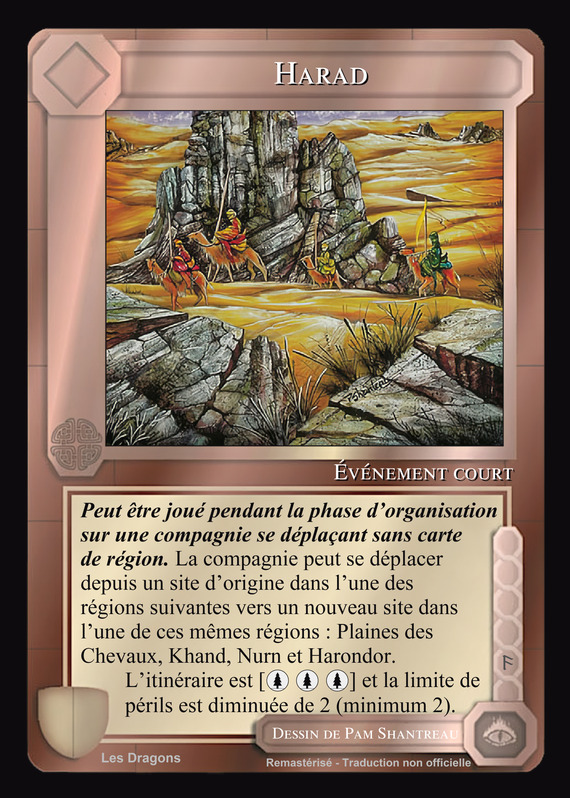 Harad
Événement court
Peut être joué pendant la phase d'organisation
sur une compagnie se déplaçant sans carte
de région. La compagnie peut se déplacer
depuis un site d'origine dans l'une des
régions suivantes vers un nouveau site dans
l'une de ces mêmes régions : Plaines des
Chevaux, Khand, Nurn et Harondor.
L'itinéraire est [ ] et la limite de
périls est diminuée de 2 (minimum 2).
Dessin de Pam Shantreau
Les Dragons
Remastérisé - Traduction non officielle